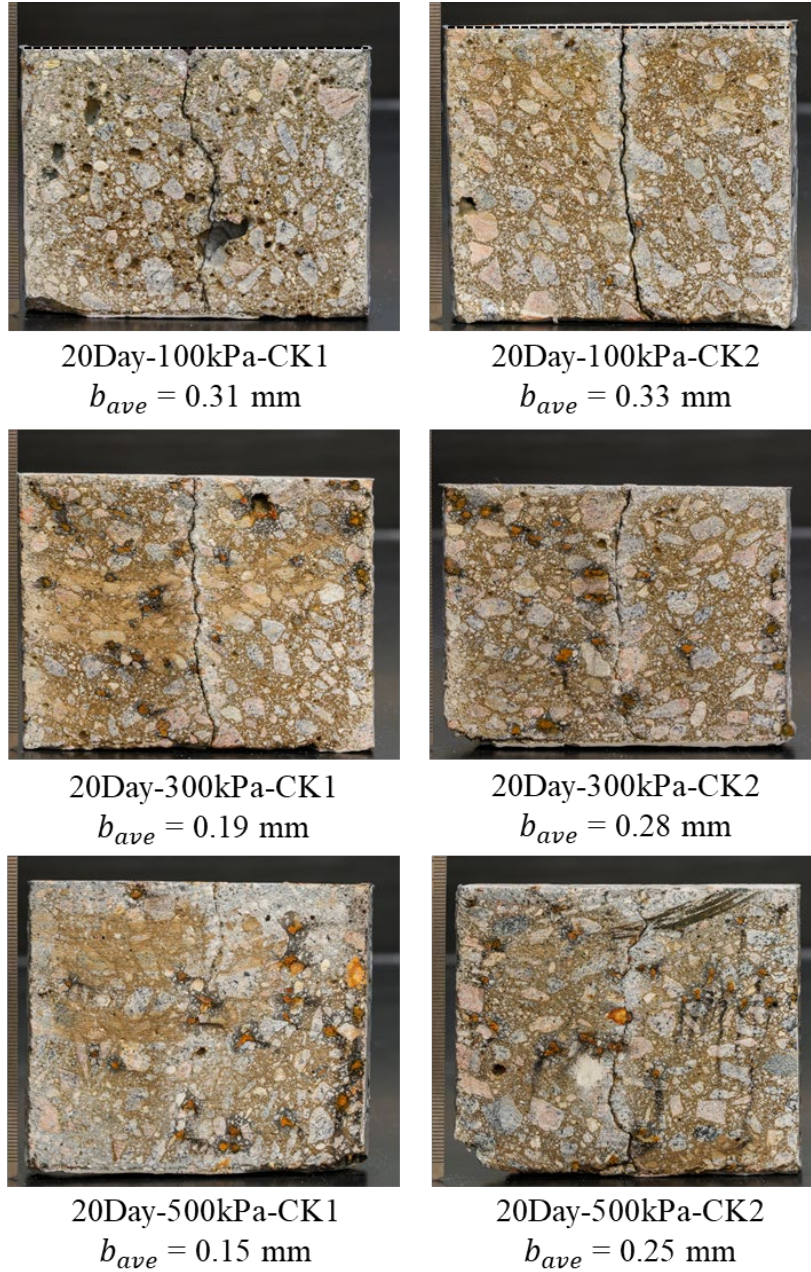 20Day-100kPa-CK1
b_ave = 0.31 mm
20Day-100kPa-CK2
b_ave = 0.33 mm
20Day-300kPa-CK1
b_ave = 0.19 mm
20Day-300kPa-CK2
b_ave = 0.28 mm
20Day-500kPa-CK1
b_ave = 0.15 mm
20Day-500kPa-CK2
b_ave = 0.25 mm